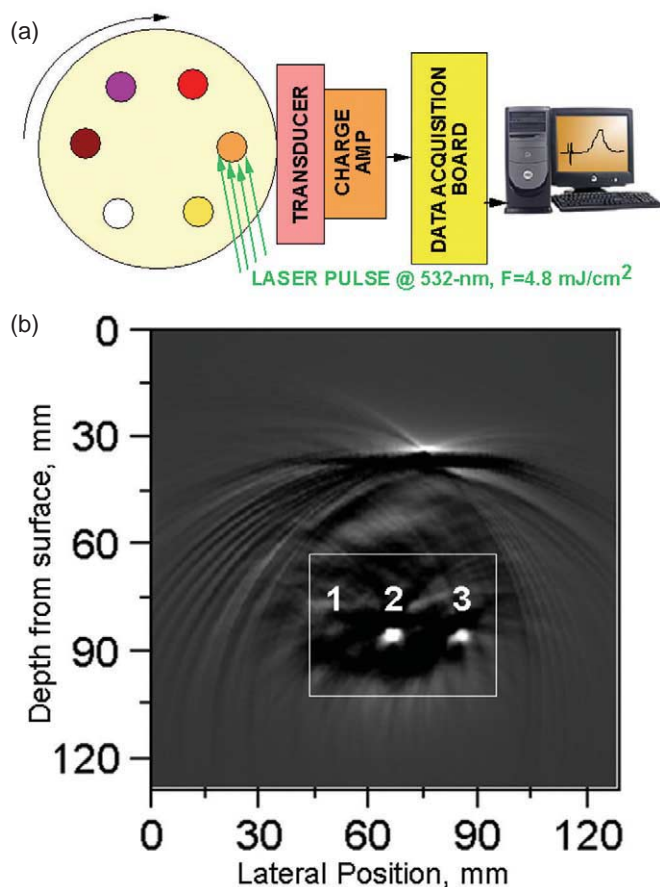 (a)
TRANSDUCER
CHARGE
AMP
DATA ACQUISITION
BOARD
LASER PULSE @ 532-nm, F=4.8 mJ/cm²
(b)
0
30
60
90
120
Depth from surface, mm
1 2 3
0 30 60 90 120
Lateral Position, mm